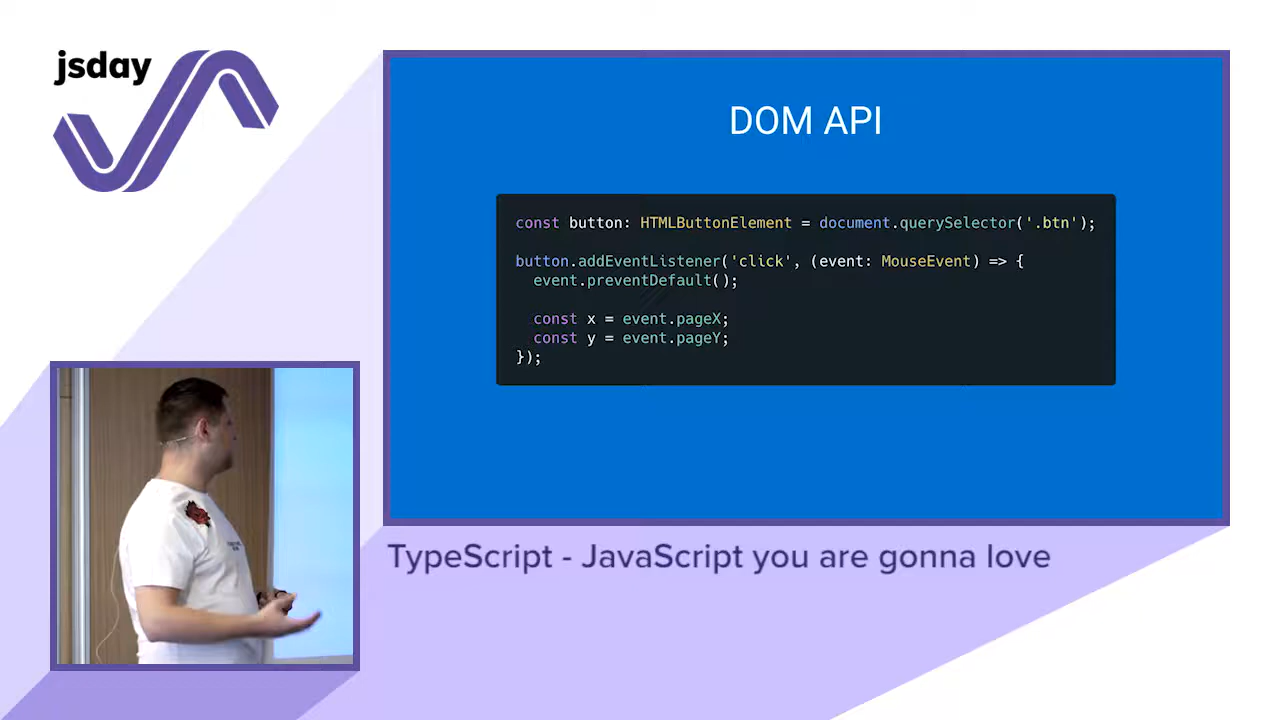 jsday
DOM API
const button: HTMLButtonElement = document.querySelector('.btn');
button.addEventListener('click', (event: MouseEvent) => {
event.preventDefault();
const x = event.pageX;
const y = event.pageY;
});
TypeScript - JavaScript you are gonna love